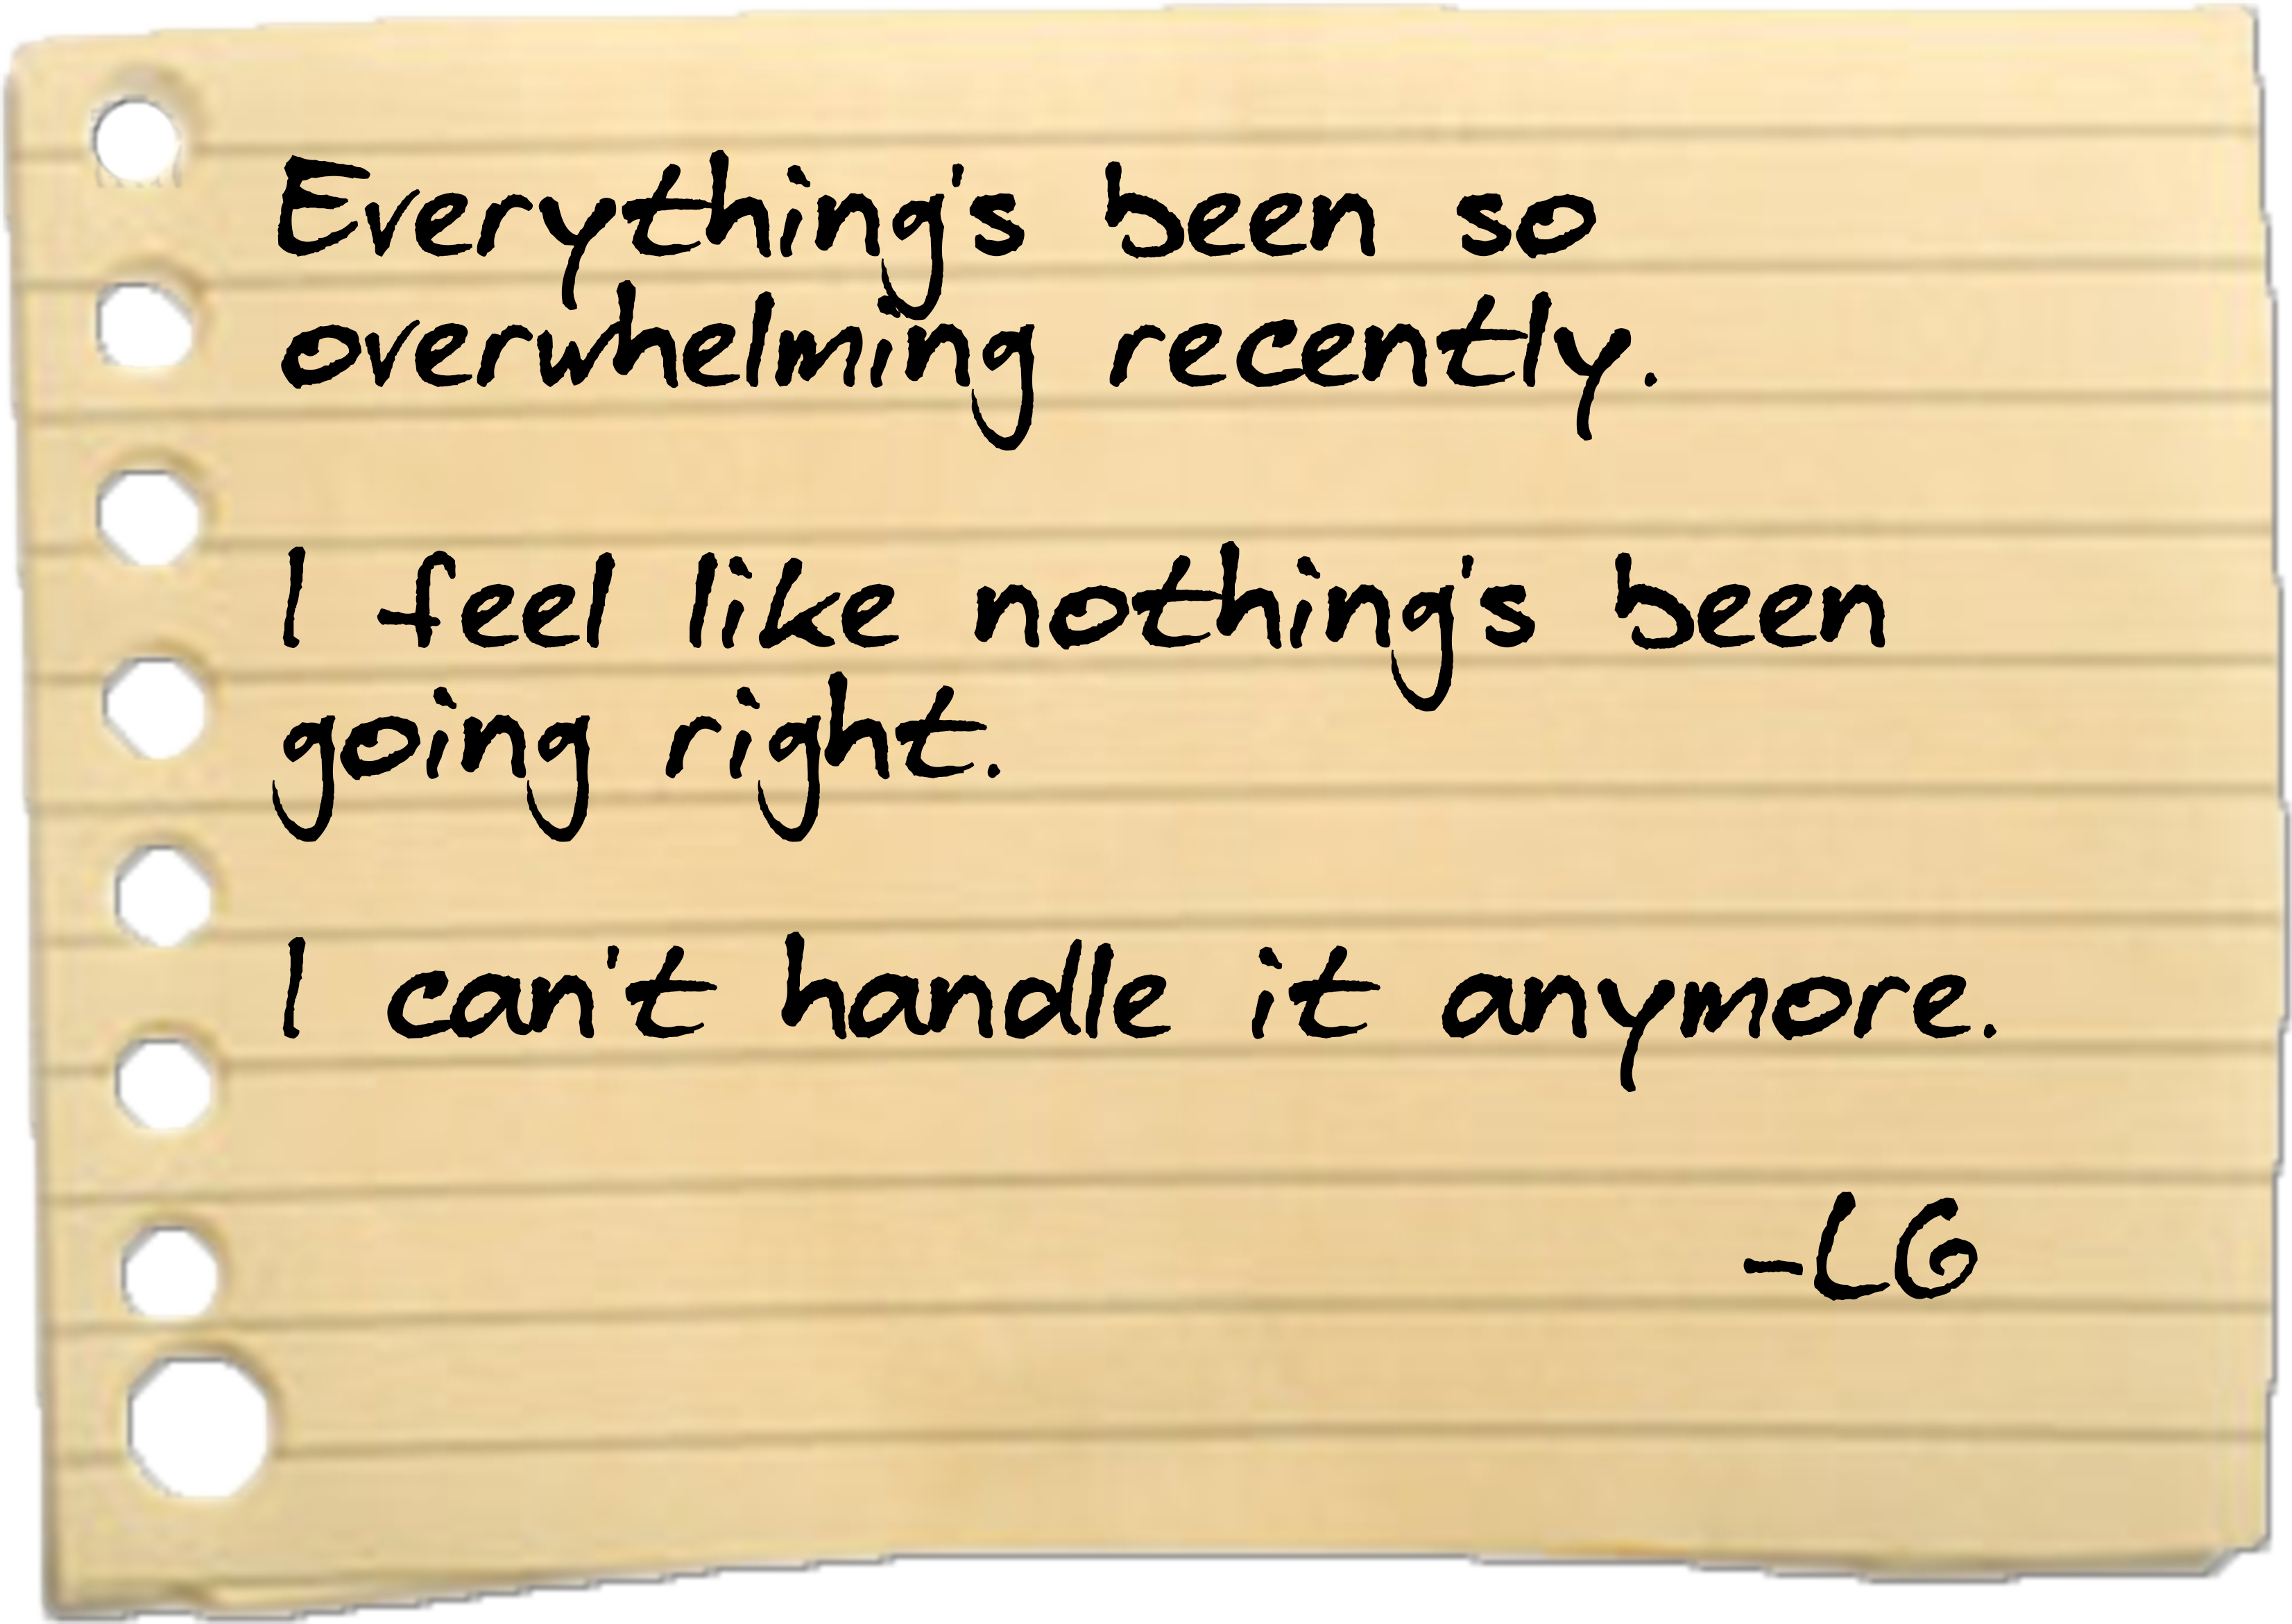 Everything's been so
overwhelming recently.
I feel like nothing's been
going right.
I can't handle it anymore.
-LG